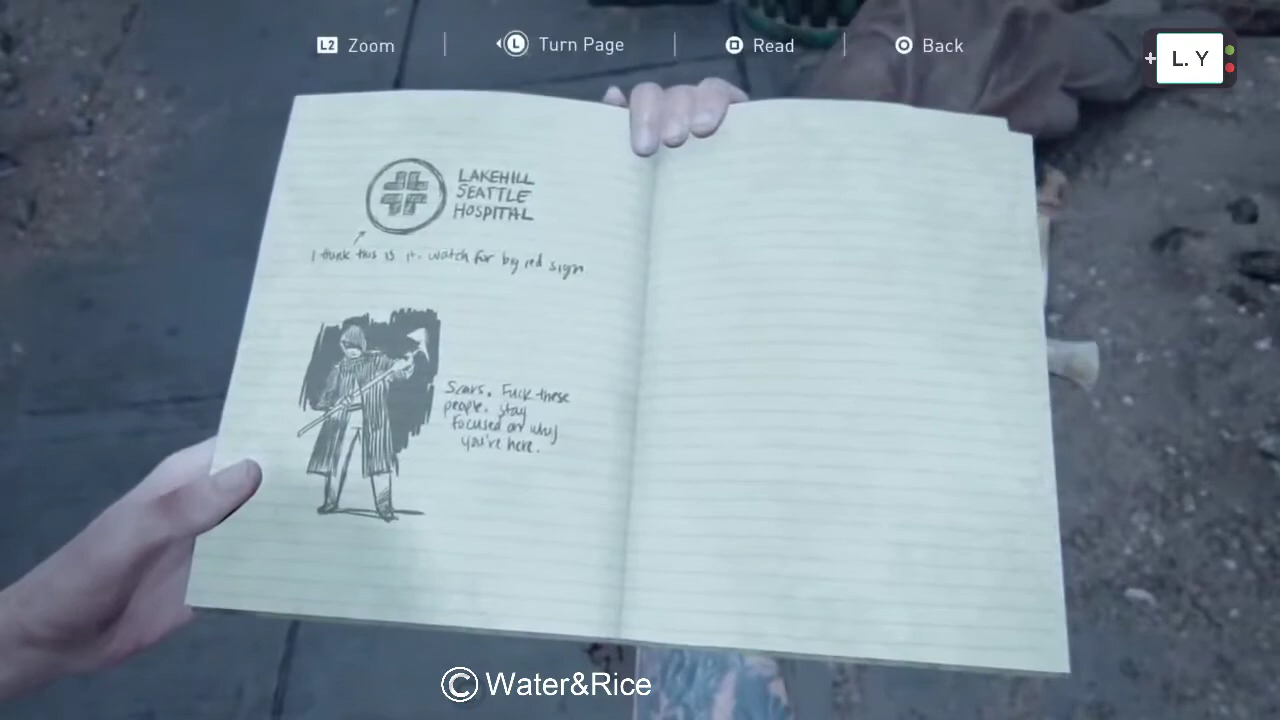 L2 Zoom
L Turn Page
Read
Back
L. Y
LAKEHILL
SEATTLE
HOSPITAL
I think this is it. watch for big red sign
Scars. Fuck these
people. stay
focused on why
you're here.
© Water&Rice